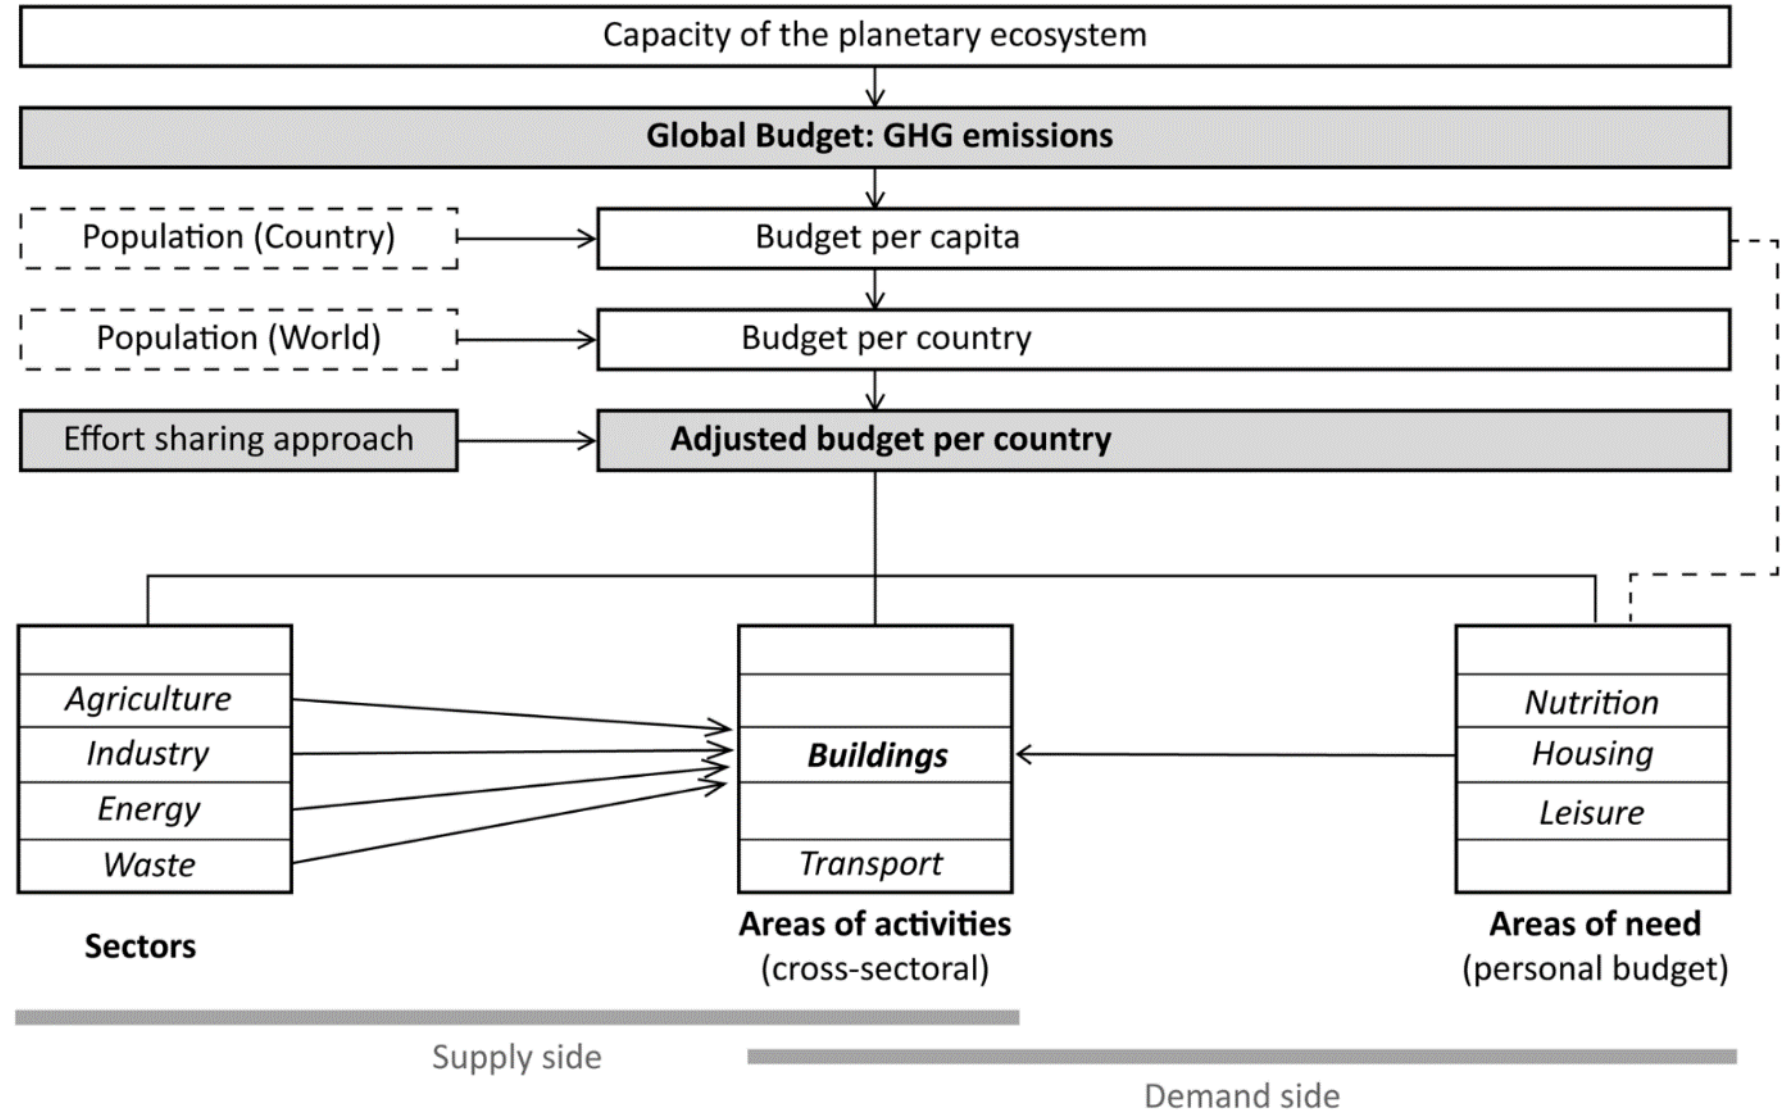 Capacity of the planetary ecosystem
Global Budget: GHG emissions
Population (Country)
Budget per capita
Population (World)
Budget per country
Effort sharing approach
Adjusted budget per country
Agriculture
Industry
Energy
Waste
Sectors
Buildings
Transport
Areas of activities
(cross-sectoral)
Nutrition
Housing
Leisure
Areas of need
(personal budget)
Supply side
Demand side